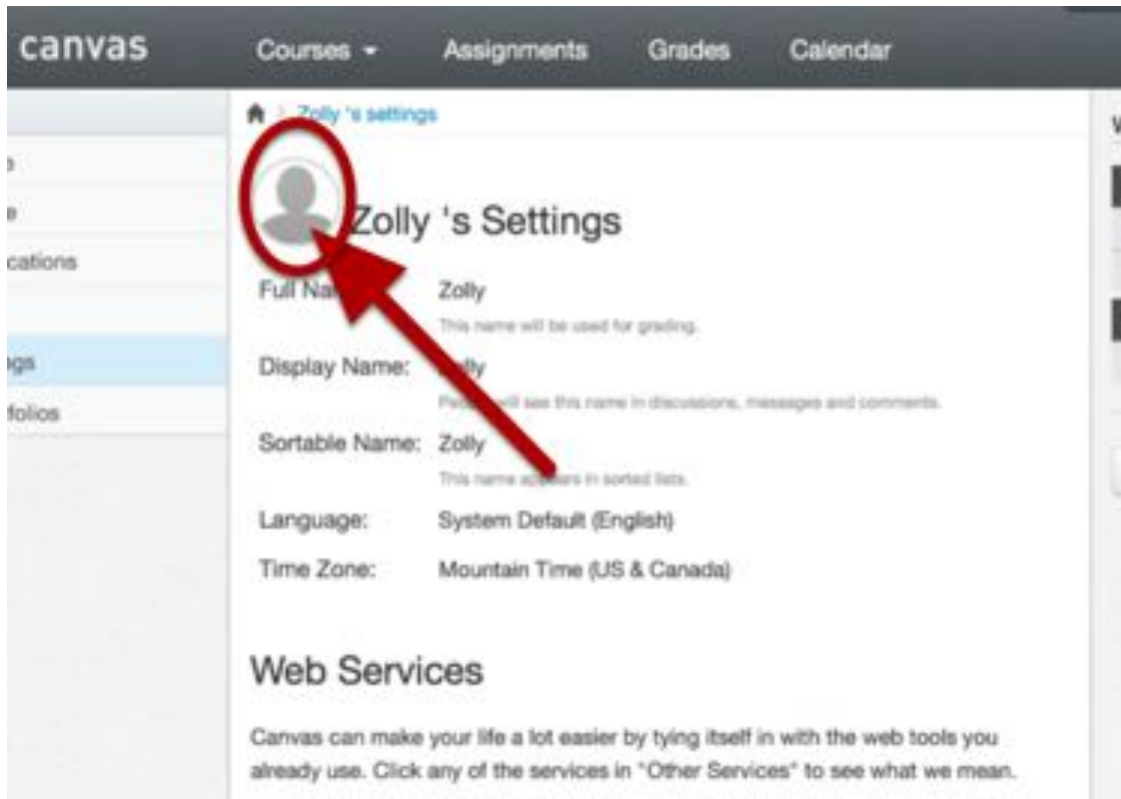 canvas Courses Assignments Grades Calendar
Zolly 's settings
cations
ngs
folios
Zolly 's Settings
Full Na
Zolly
This name will be used for grading.
Display Name:
This name in discussions, messages and comments.
Sortable Name: Zolly
This name appears in sorted lists.
Language: System Default (English)
Time Zone: Mountain Time (US & Canada)
Web Services
Canvas can make your life a lot easier by tying itself in with the web tools you
already use. Click any of the services in "Other Services" to see what we mean.